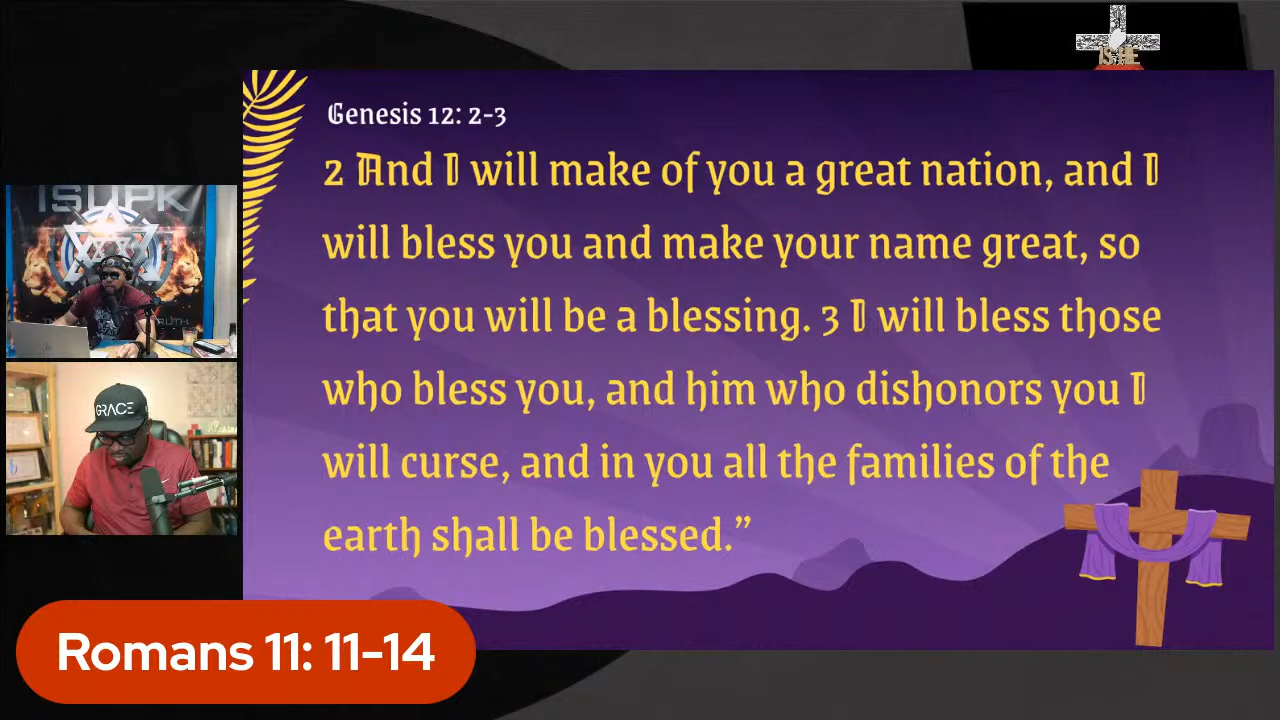 IS HE
Genesis 12: 2-3
2 And I will make of you a great nation, and I
will bless you and make your name great, so
that you will be a blessing. 3 I will bless those
who bless you, and him who dishonors you I
will curse, and in you all the families of the
earth shall be blessed.”
ISUPK
GRACE
Romans 11: 11-14